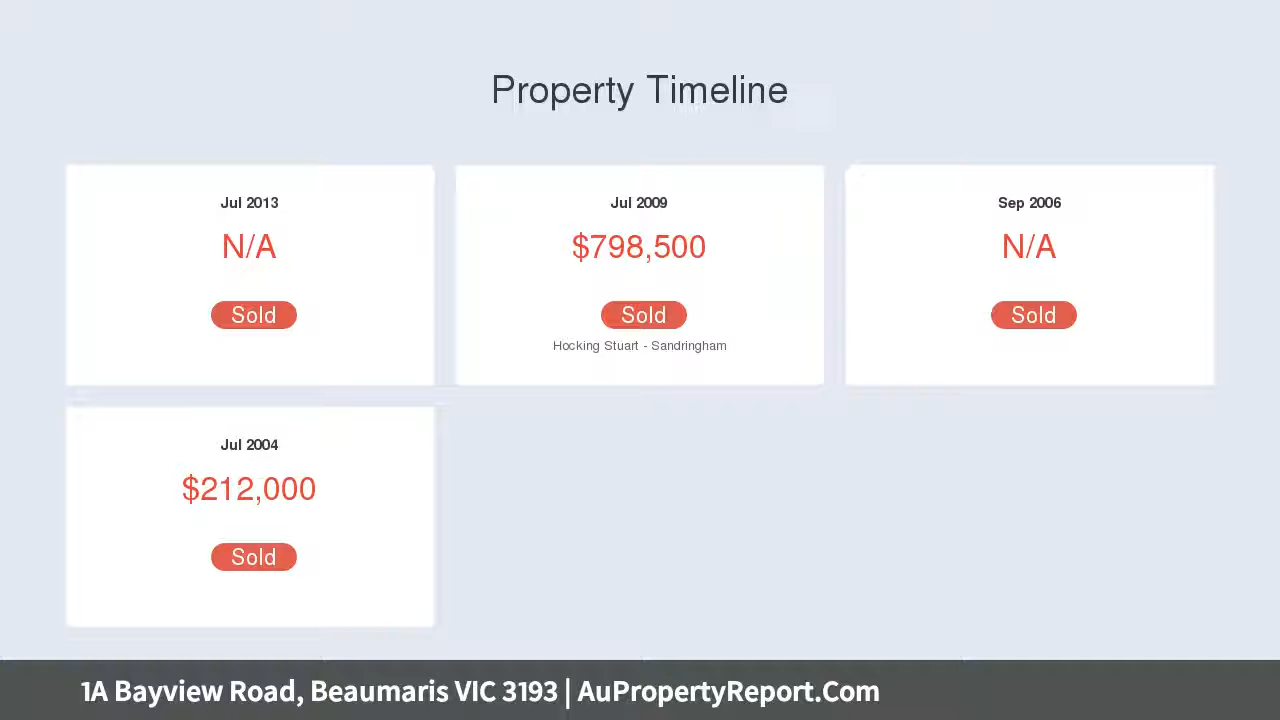 Property Timeline
Jul 2013
N/A
Sold
Jul 2009
$798,500
Sold
Hocking Stuart - Sandringham
Sep 2006
N/A
Sold
Jul 2004
$212,000
Sold
1A Bayview Road, Beaumaris VIC 3193 | AuPropertyReport.Com